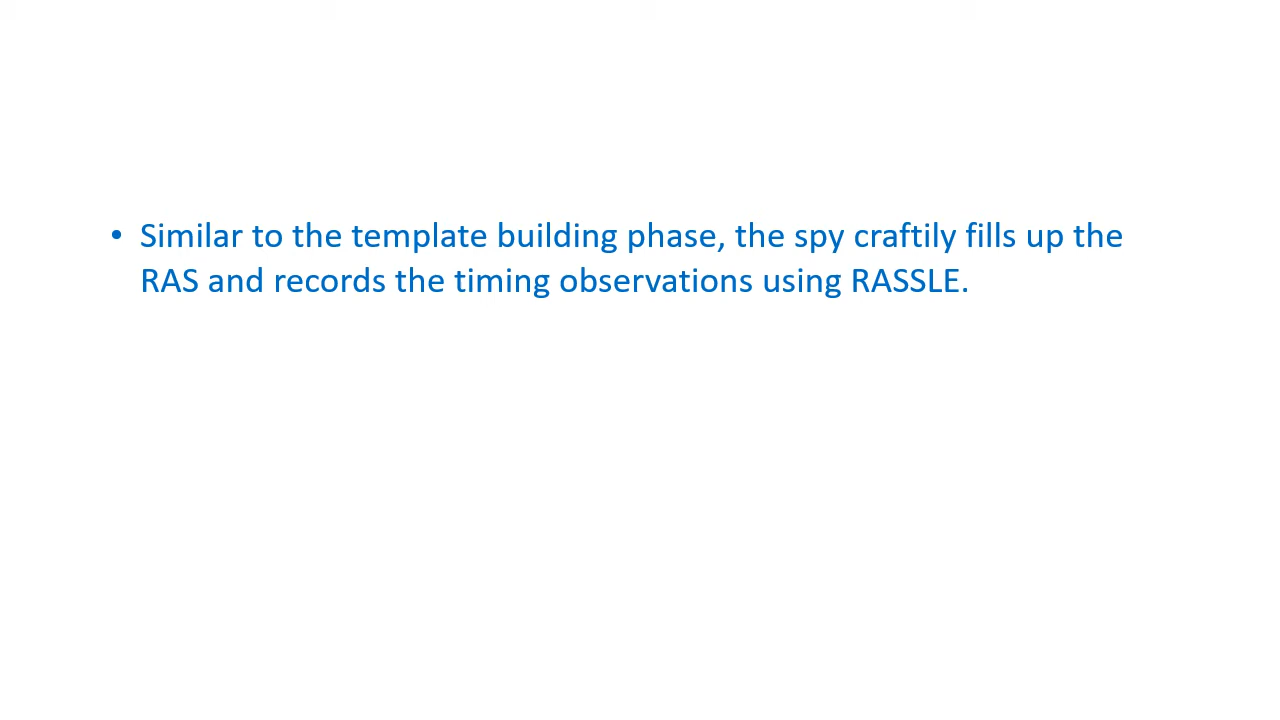 • Similar to the template building phase, the spy craftily fills up the
RAS and records the timing observations using RASSLE.